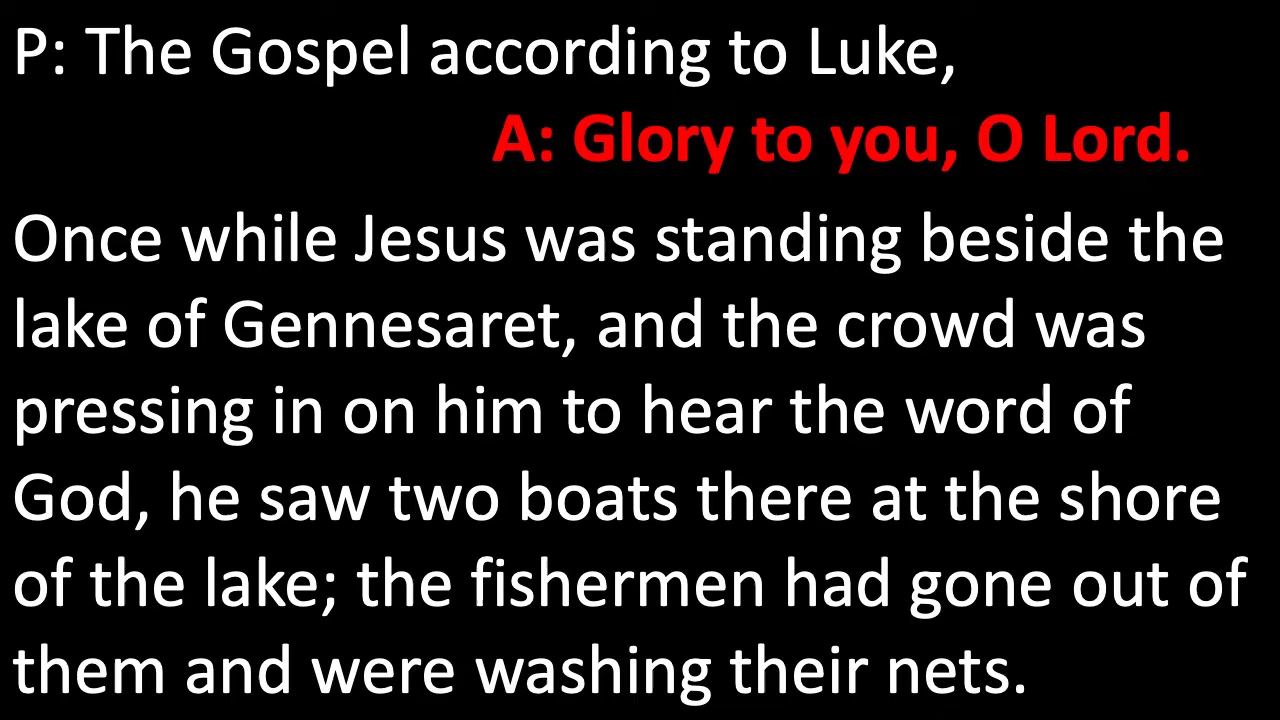 P: The Gospel according to Luke,
A: Glory to you, O Lord.
Once while Jesus was standing beside the
lake of Gennesaret, and the crowd was
pressing in on him to hear the word of
God, he saw two boats there at the shore
of the lake; the fishermen had gone out of
them and were washing their nets.